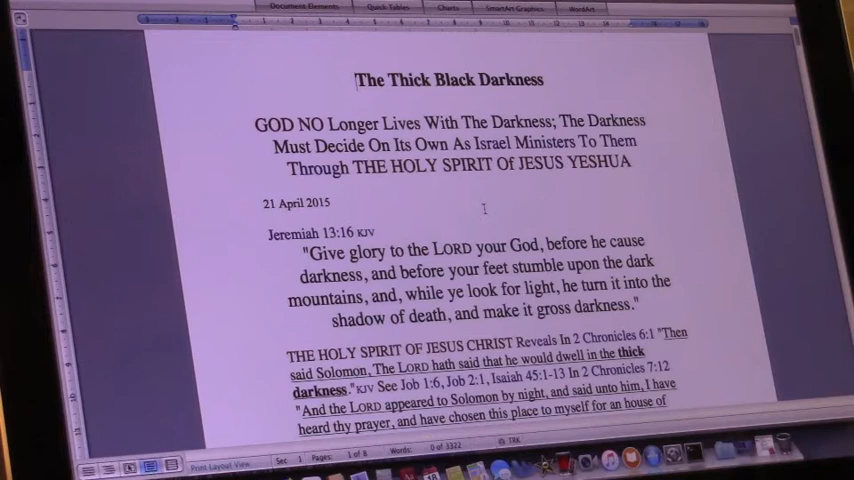 Document Elements Quick Tables Charts SmartArt Graphics WordArt
The Thick Black Darkness
GOD NO Longer Lives With The Darkness; The Darkness
Must Decide On Its Own As Israel Ministers To Them
Through THE HOLY SPIRIT Of JESUS YESHUA
21 April 2015
Jeremiah 13:16 KJV
"Give glory to the LORD your God, before he cause
darkness, and before your feet stumble upon the dark
mountains, and, while ye look for light, he turn it into the
shadow of death, and make it gross darkness."
THE HOLY SPIRIT OF JESUS CHRIST Reveals In 2 Chronicles 6:1 "Then
said Solomon, The LORD hath said that he would dwell in the thick
darkness."KJV See Job 1:6, Job 2:1, Isaiah 45:1-13 In 2 Chronicles 7:12
"And the LORD appeared to Solomon by night, and said unto him, I have
heard thy prayer, and have chosen this place to myself for an house of
Print Layout View Sec 1 Pages: 1 of 8 Words: 0 of 3322 TRK